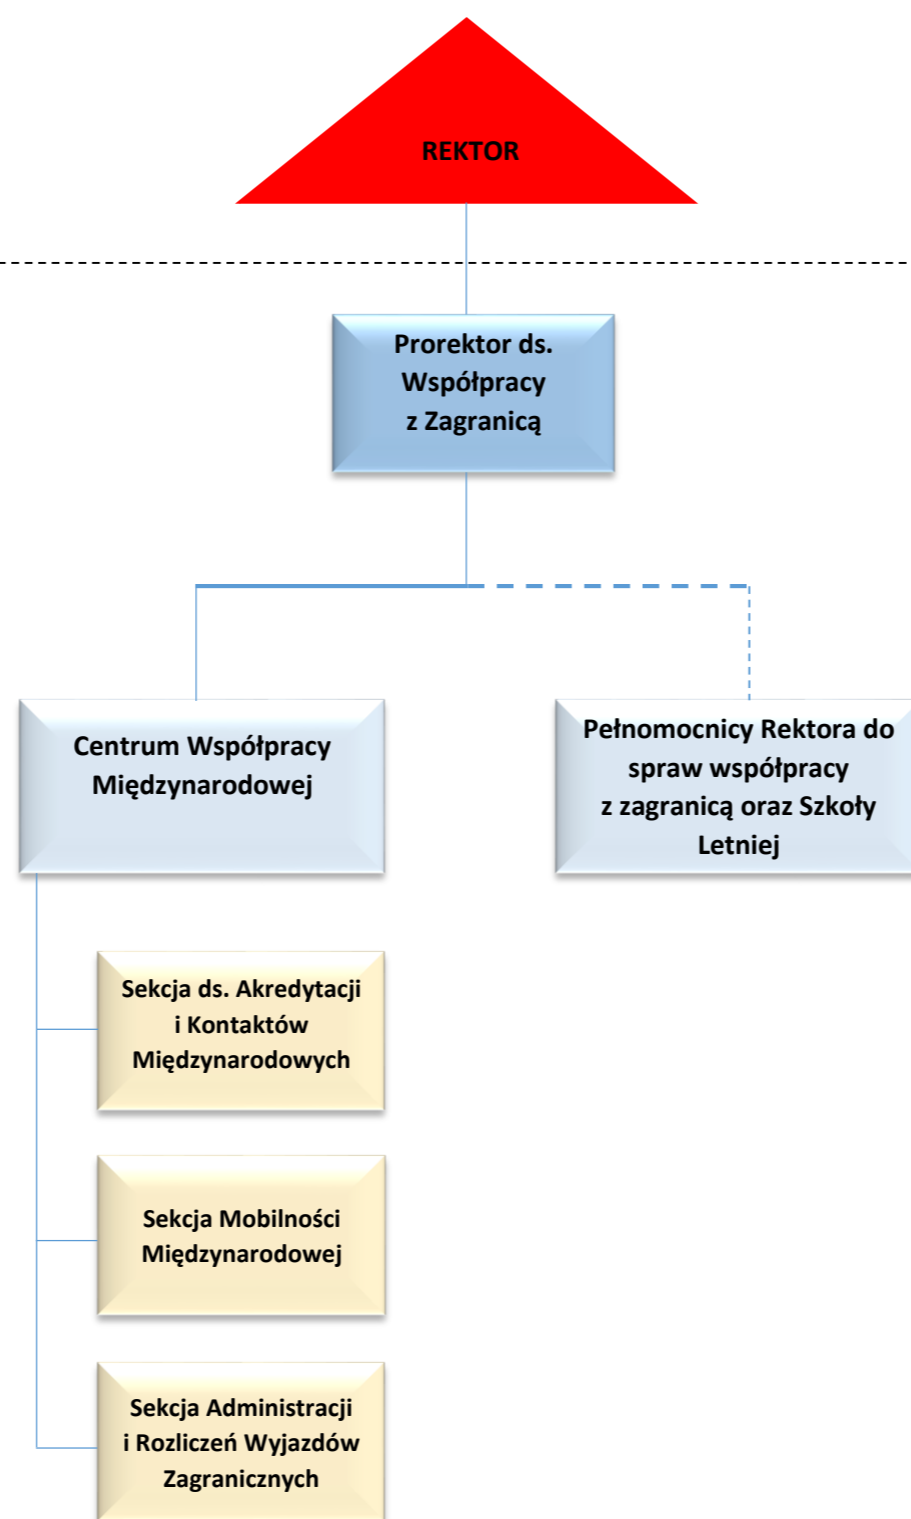 REKTOR
Prorektor ds.
Współpracy
z Zagranicą
Centrum Współpracy
Międzynarodowej
Pełnomocnicy Rektora do
spraw współpracy
z zagranicą oraz Szkoły
Letniej
Sekcja ds. Akredytacji
i Kontaktów
Międzynarodowych
Sekcja Mobilności
Międzynarodowej
Sekcja Administracji
i Rozliczeń Wyjazdów
Zagranicznych